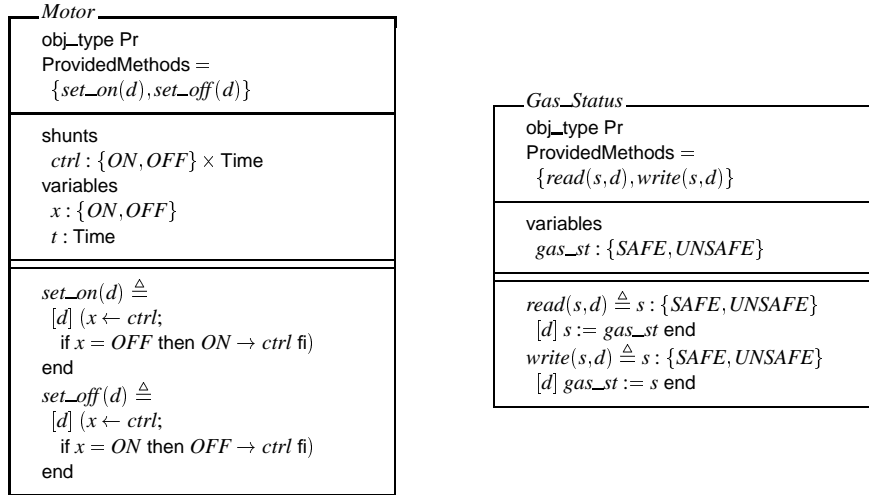 Motor
obj_type Pr
ProvidedMethods =
{set_on(d),set_off(d)}
shunts
ctrl : {ON,OFF} × Time
variables
x : {ON,OFF}
t : Time
set_on(d) ≜
[d] (x ← ctrl;
if x = OFF then ON → ctrl fi)
end
set_off(d) ≜
[d] (x ← ctrl;
if x = ON then OFF → ctrl fi)
end
Gas_Status
obj_type Pr
ProvidedMethods =
{read(s,d),write(s,d)}
variables
gas_st : {SAFE,UNSAFE}
read(s,d) ≜ s : {SAFE,UNSAFE}
[d] s := gas_st end
write(s,d) ≜ s : {SAFE,UNSAFE}
[d] gas_st := s end